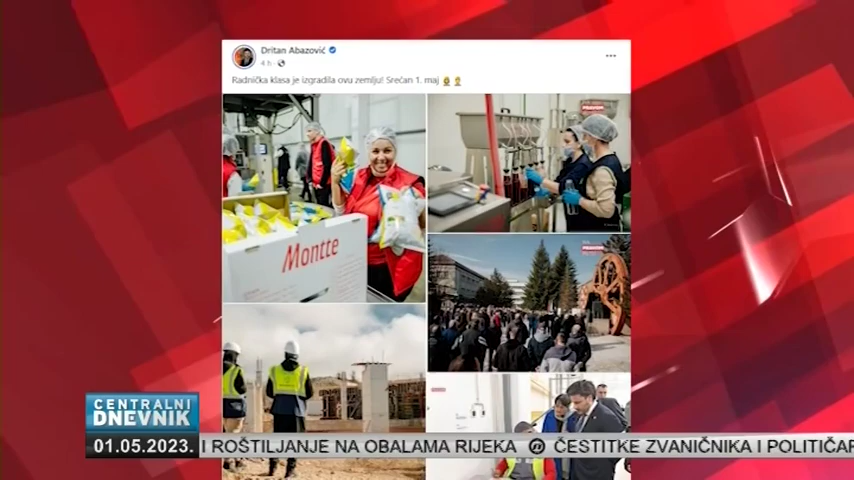 Dritan Abazović
4 h
Radnička klasa je izgradila ovu zemlju! Srećan 1. maj
Montte
CENTRALNI
DNEVNIK
01.05.2023.
I ROŠTILJANJE NA OBALAMA RIJEKA
ČESTITKE ZVANIČNIKA I POLITIČAR